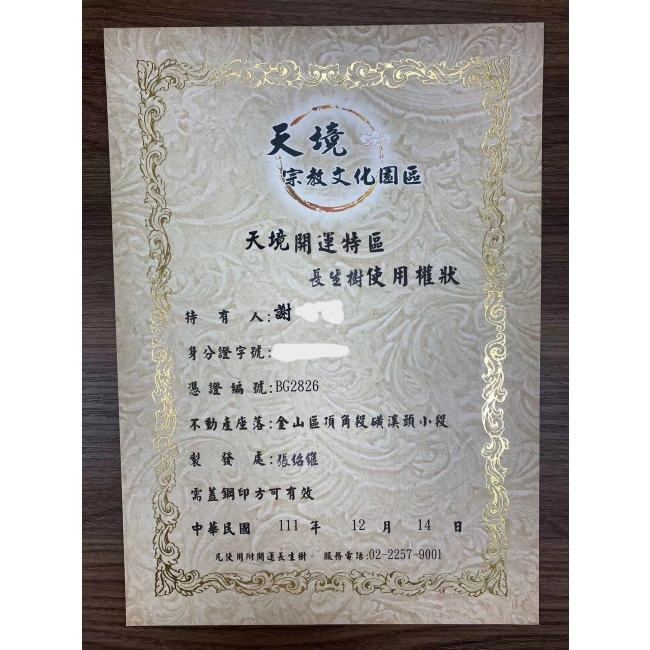 天境
宗教文化園區
天境開運特區
長生樹使用權狀
持有人:謝
身分證字號:
憑證編號:BG2826
不動產座落:金山區頂角段磺溪頭小段
製發處:張紹維
需蓋鋼印方可有效
中華民國 111 年 12 月 14 日
凡使用附開運長生樹。 服務電話:02-2257-9001